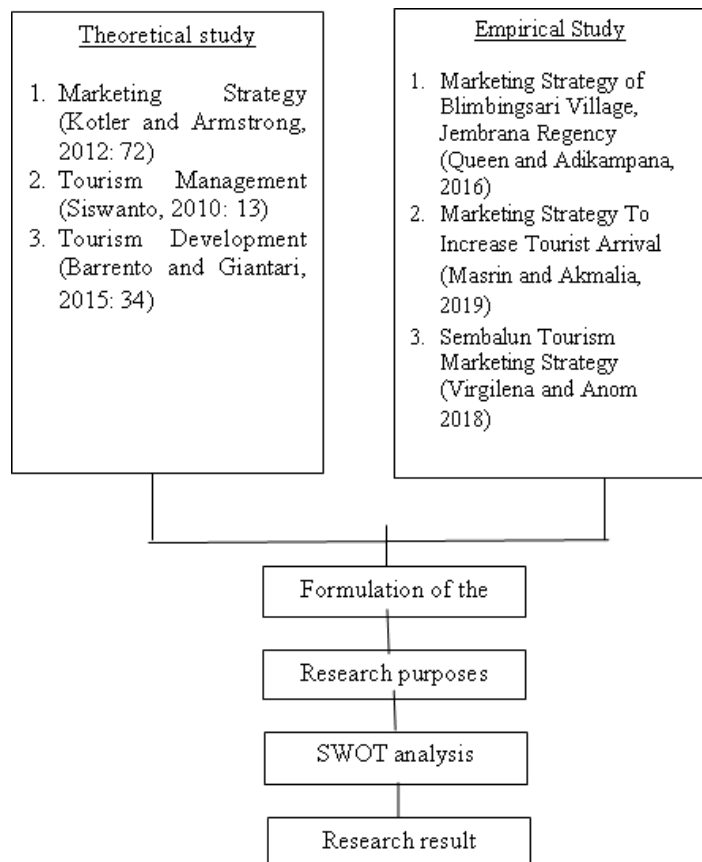 Theoretical study
1. Marketing Strategy
(Kotler and Armstrong,
2012: 72)
2. Tourism Management
(Siswanto, 2010: 13)
3. Tourism Development
(Barrento and Giantari,
2015: 34)
Empirical Study
1. Marketing Strategy of
Blimbingsari Village,
Jembrana Regency
(Queen and Adikampana,
2016)
2. Marketing Strategy To
Increase Tourist Arrival
(Masrin and Akmalia,
2019)
3. Sembalun Tourism
Marketing Strategy
(Virgilena and Anom
2018)
Formulation of the
Research purposes
SWOT analysis
Research result